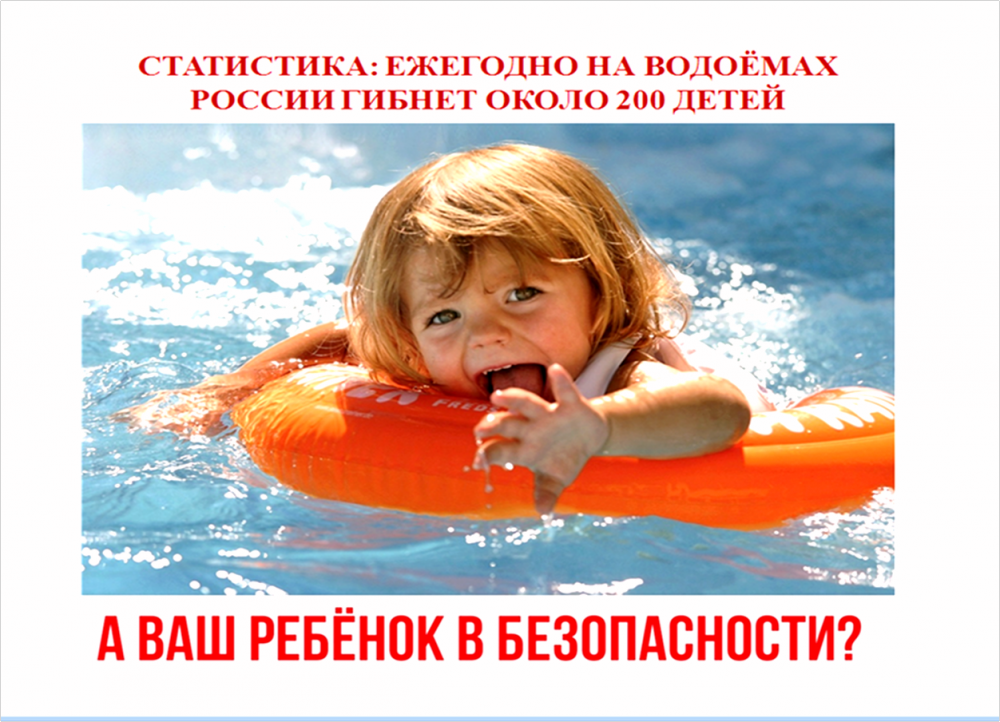 СТАТИСТИКА: ЕЖЕГОДНО НА ВОДОЁМАХ
РОССИИ ГИБНЕТ ОКОЛО 200 ДЕТЕЙ
А ВАШ РЕБЁНОК В БЕЗОПАСНОСТИ?